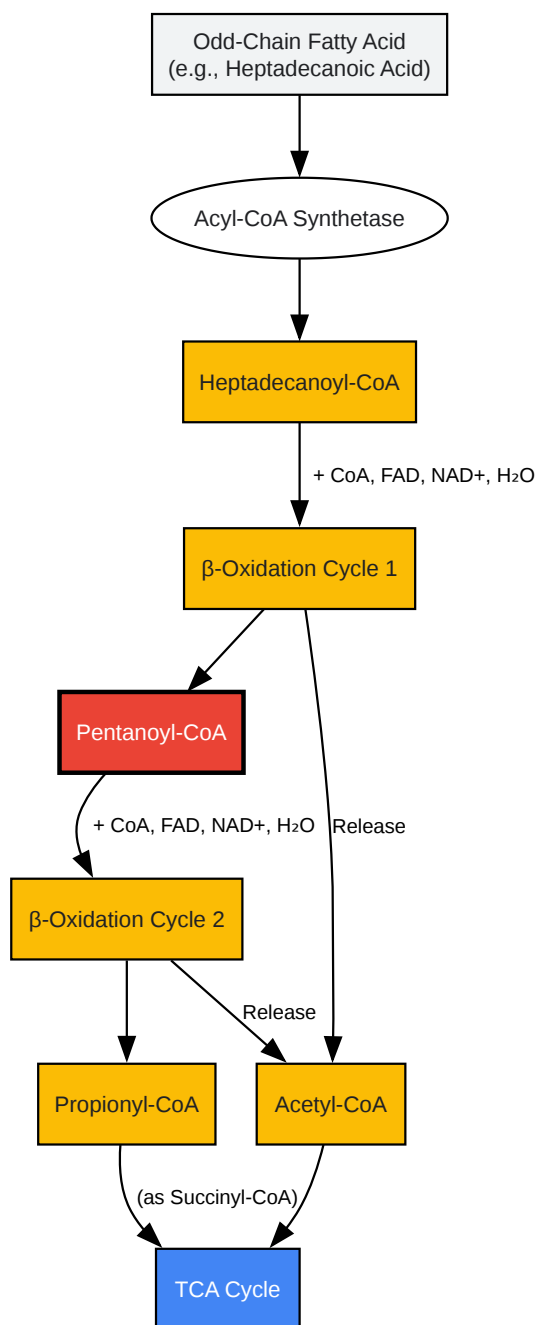 Odd-Chain Fatty Acid
(e.g., Heptadecanoic Acid)
Acyl-CoA Synthetase
Heptadecanoyl-CoA
+ CoA, FAD, NAD+, H₂O
β-Oxidation Cycle 1
Pentanoyl-CoA
+ CoA, FAD, NAD+, H₂O
Release
β-Oxidation Cycle 2
Release
Propionyl-CoA
Acetyl-CoA
(as Succinyl-CoA)
TCA Cycle